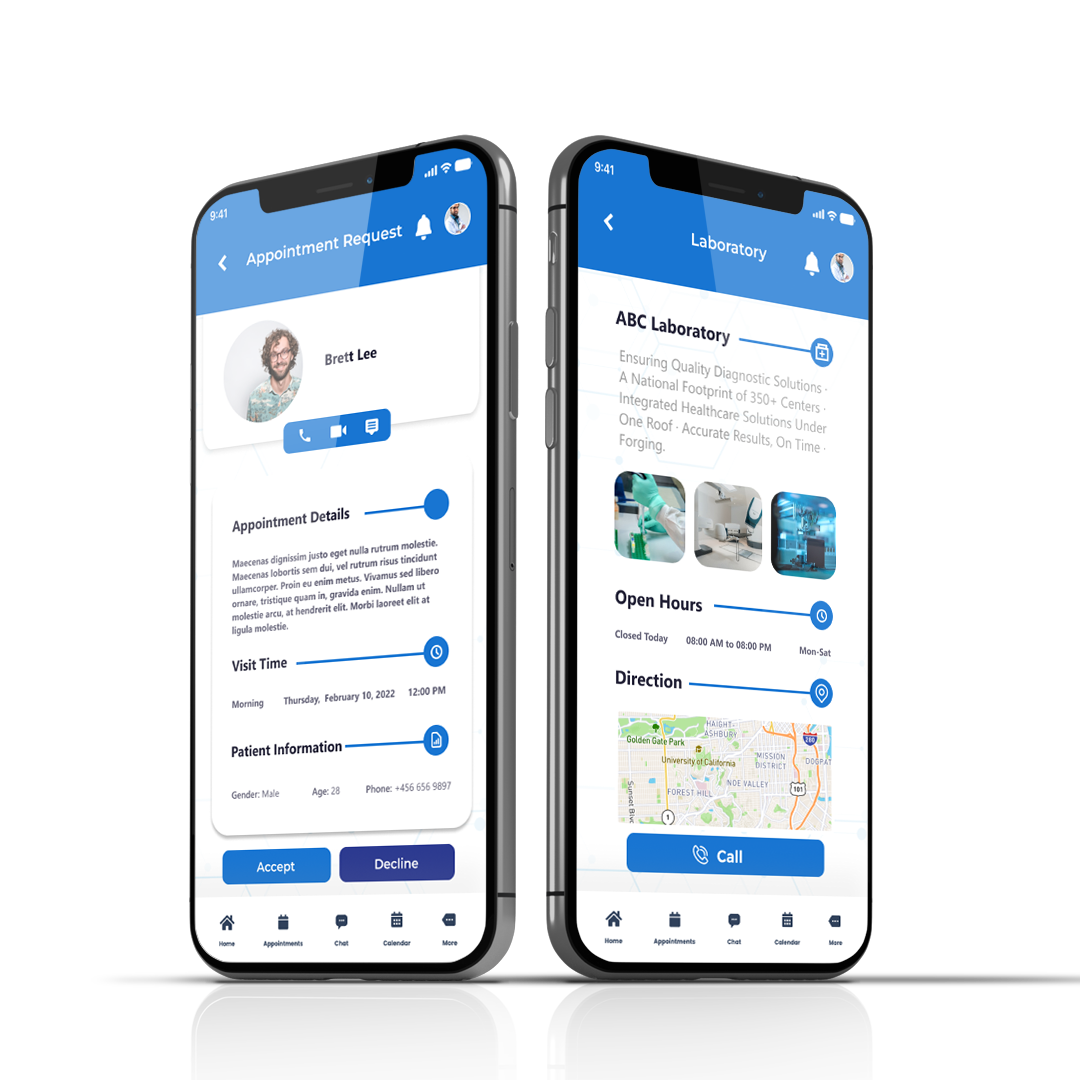 9:41
Appointment Request
Brett Lee
Appointment Details
Maecenas dignissim justo eget nulla rutrum molestie.
Maecenas lobortis sem dui, vel rutrum risus tincidunt
ullamcorper. Proin eu enim metus. Vivamus sed libero
ornare, tristique quam in, gravida enim. Nullam ut
molestie arcu, at hendrerit elit. Morbi laoreet elit at
ligula molestie.
Visit Time
Morning Thursday, February 10, 2022 12:00 PM
Patient Information
Gender: Male Age: 28 Phone: +456 656 9897
Accept Decline
Home Appointments Chat Calendar More
9:41
Laboratory
ABC Laboratory
Ensuring Quality Diagnostic Solutions ·
A National Footprint of 350+ Centers ·
Integrated Healthcare Solutions Under
One Roof · Accurate Results, On Time ·
Forging.
Open Hours
Closed Today 08:00 AM to 08:00 PM Mon-Sat
Direction
HAIGHT-
ASHBURY
Golden Gate Park
280
University of California
MISSION
DISTRICT
DOGPAT
NOE VALLEY
FOREST HILL
101
Sunset Blv
1
Call
Home Appointments Chat Calendar More